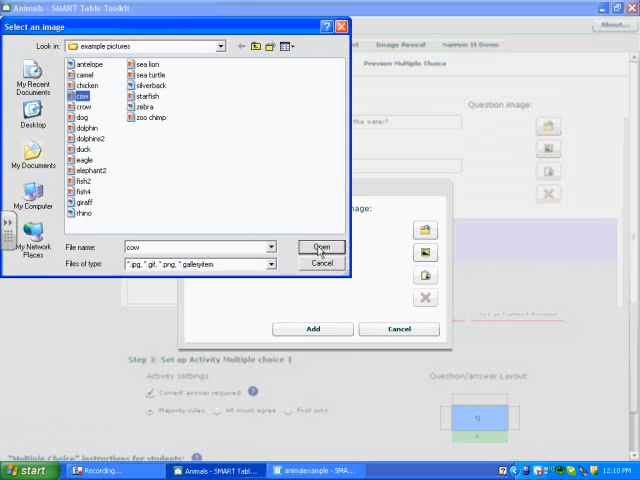 Animals - SMART Table Toolkit
About...
Select an image
Look in:
example pictures
Image Reveal
Narrow It Down
Preview Multiple Choice
My Recent Documents
Desktop
My Documents
My Computer
My Network Places
antelope
camel
chicken
cow
crow
dog
dolphin
dolphins2
duck
eagle
elephant2
fish2
fish4
giraff
rhino
sea lion
sea turtle
silverback
starfish
zebra
zoo chimp
Question image:
the water?
File name:
cow
Open
Files of type:
*.jpg, *.gif, *.png, *.galleryitem
Cancel
Add
Cancel
Step 3: Set up Activity Multiple choice 1
Activity settings
Correct answer required
Majority rules
All must agree
First wins
Question/answer Layout
Q
"Multiple Choice" instructions for students:
start
Recording...
Animals - SMART Tabl...
12:10 PM